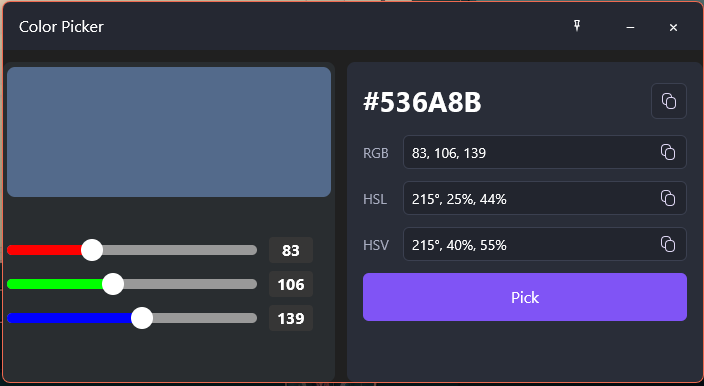 Color Picker
#536A8B
RGB 83, 106, 139
HSL 215°, 25%, 44%
HSV 215°, 40%, 55%
Pick
83
106
139